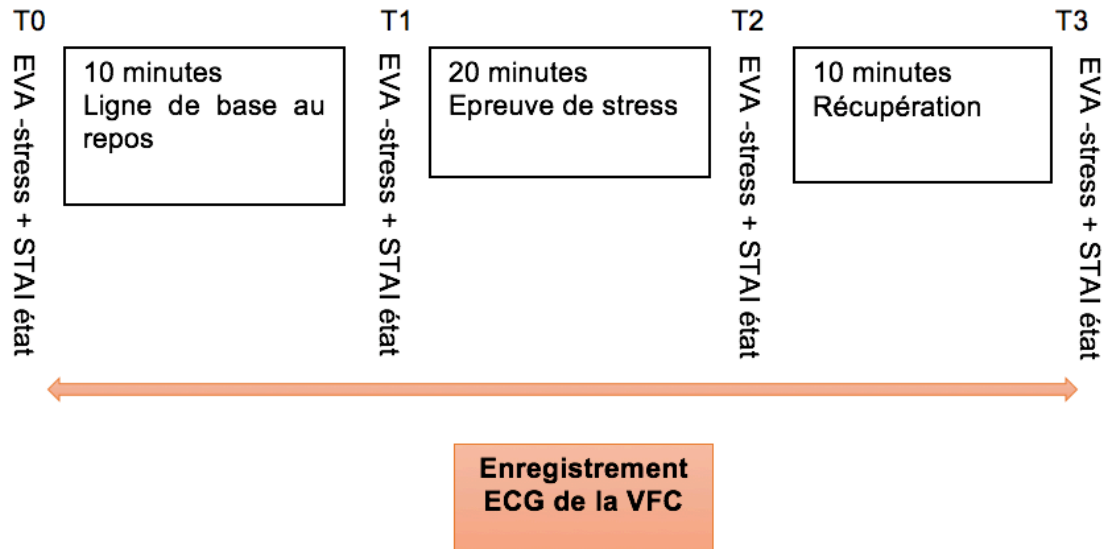 T0
T1
T2
T3
EVA -stress + STAI état
10 minutes
Ligne de base au
repos
EVA -stress + STAI état
20 minutes
Epreuve de stress
EVA -stress + STAI état
10 minutes
Récupération
EVA -stress + STAI état
Enregistrement
ECG de la VFC